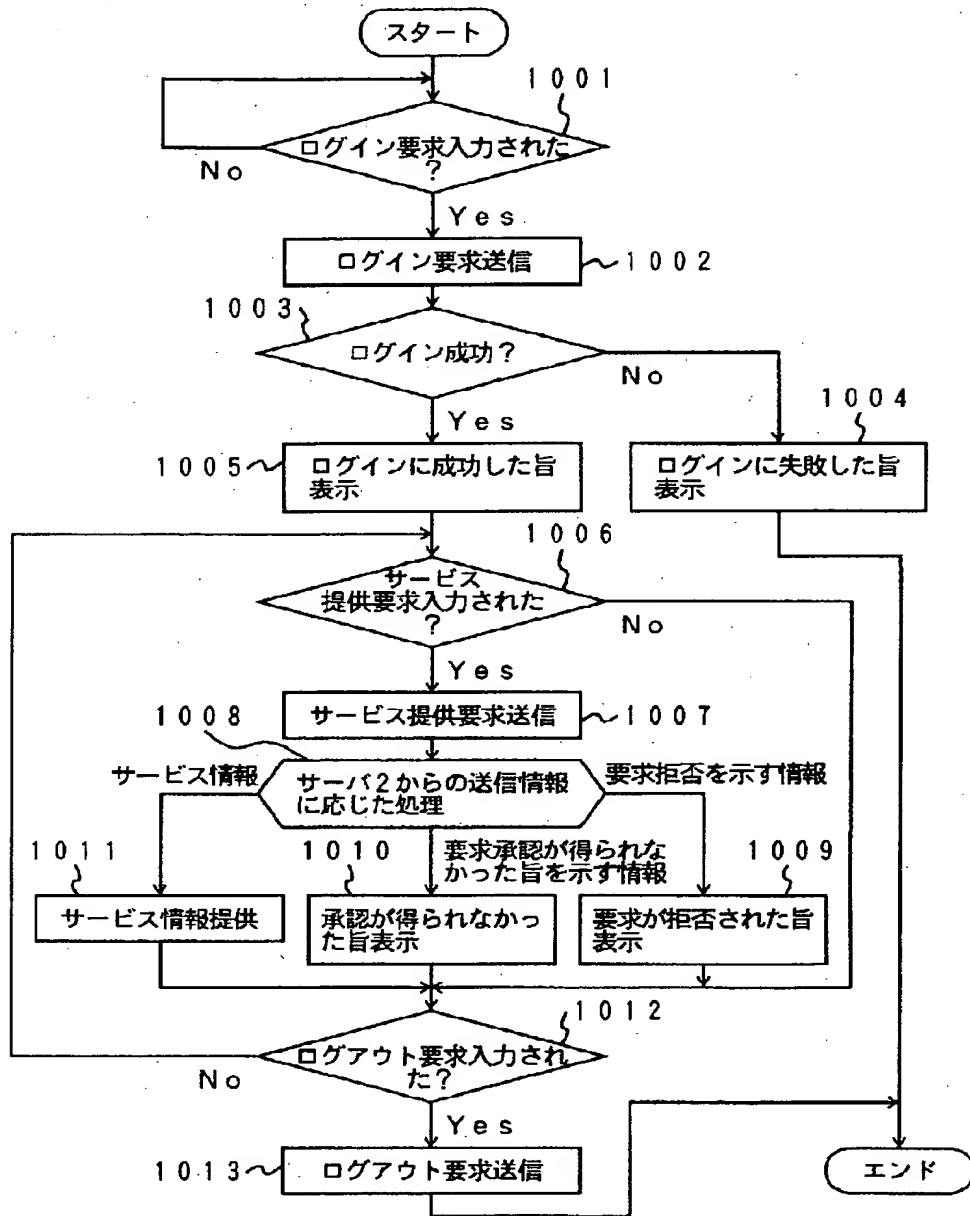 スタート
1001
ログイン要求入力された
?
No
Yes
ログイン要求送信
1002
1003
ログイン成功?
No
Yes
1004
1005
ログインに成功した旨
表示
ログインに失敗した旨
表示
1006
サービス
提供要求入力された
?
No
Yes
サービス提供要求送信
1007
1008
サービス情報
サーバ2からの送信情報
に応じた処理
要求拒否を示す情報
1011
1010
要求承認が得られな
かった旨を示す情報
1009
サービス情報提供
承認が得られなかっ
た旨表示
要求が拒否された旨
表示
1012
ログアウト要求入力され
た?
No
Yes
1013
ログアウト要求送信
エンド